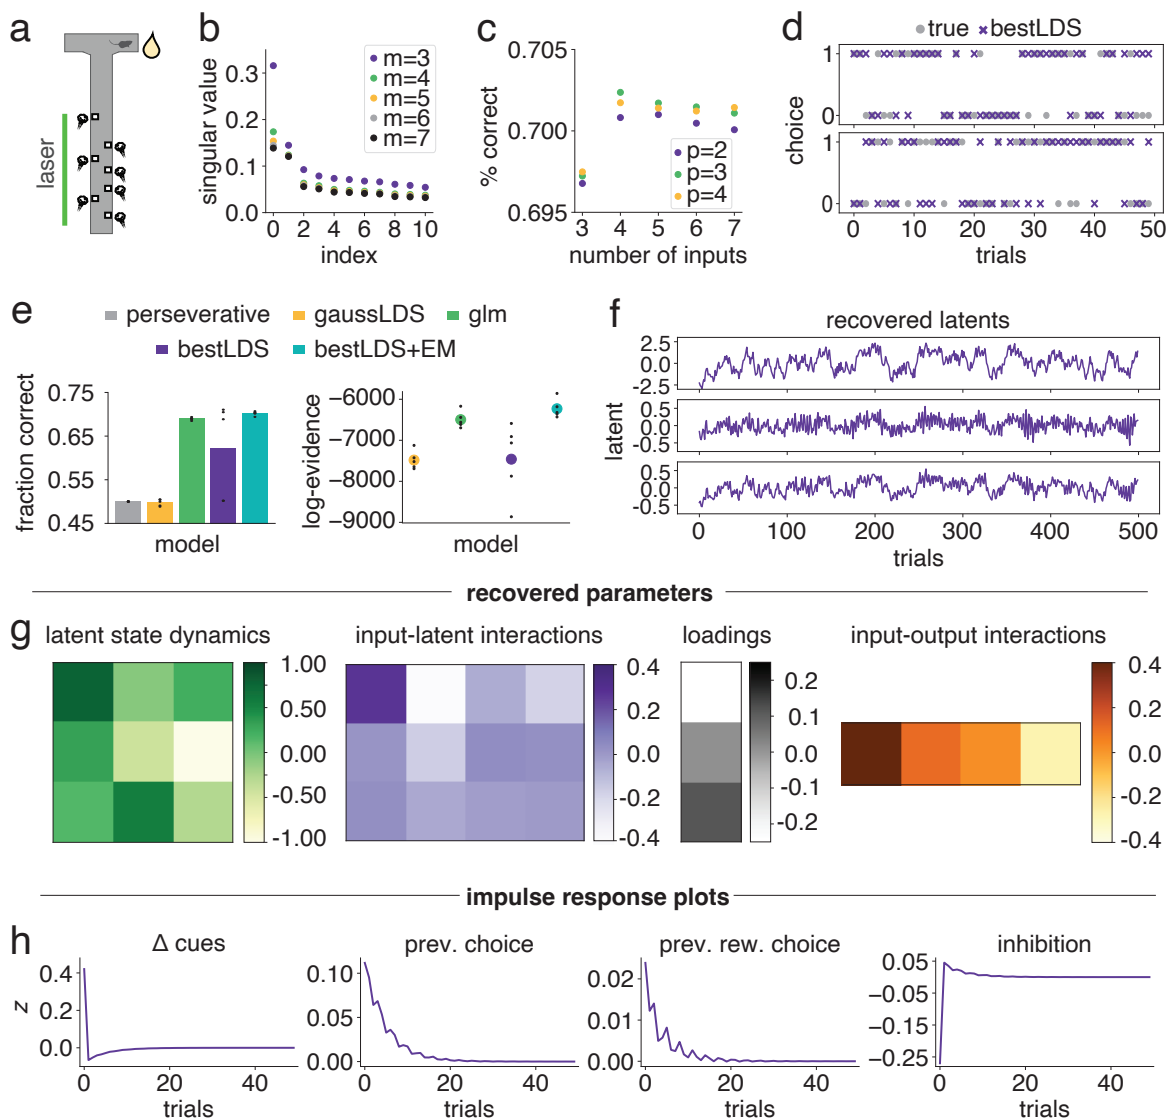 a
laser
b
singular value
0.3
0.2
0.1
0.0
m=3
m=4
m=5
m=6
m=7
0 2 4 6 8 10
index
c
% correct
0.705
0.700
0.695
p=2
p=3
p=4
3 4 5 6 7
number of inputs
d
true bestLDS
choice
1
0
1
0
0 10 20 30 40 50
trials
e
perseverative gaussLDS glm
bestLDS bestLDS+EM
fraction correct
0.75
0.65
0.55
0.45
model
log-evidence
−6000
−7000
−8000
−9000
model
f
recovered latents
latent
2.5
0.0
−2.5
0.5
0.0
−0.5
0.5
0.0
−0.5
0 100 200 300 400 500
trials
recovered parameters
g
latent state dynamics
1.00
0.50
0.00
-0.50
-1.00
input-latent interactions
0.4
0.2
0.0
-0.2
-0.4
loadings
0.2
0.1
0.0
-0.1
-0.2
input-output interactions
0.4
0.2
0.0
-0.2
-0.4
impulse response plots
h
Δ cues
z
0.4
0.2
0.0
0 20 40
trials
prev. choice
0.10
0.05
0.00
0 20 40
trials
prev. rew. choice
0.02
0.01
0.00
0 20 40
trials
inhibition
0.05
−0.05
−0.15
−0.25
0 20 40
trials